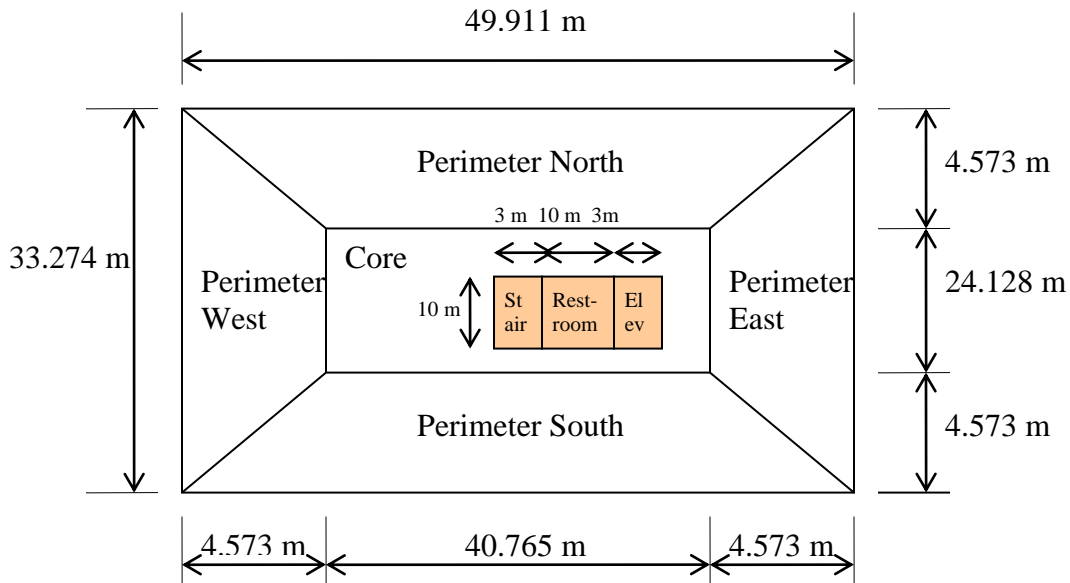 49.911 m
Perimeter North
4.573 m
3 m 10 m 3m
33.274 m
Core
Perimeter
West
10 m
St
air
Rest-
room
El
ev
Perimeter
East
24.128 m
Perimeter South
4.573 m
4.573 m
40.765 m
4.573 m